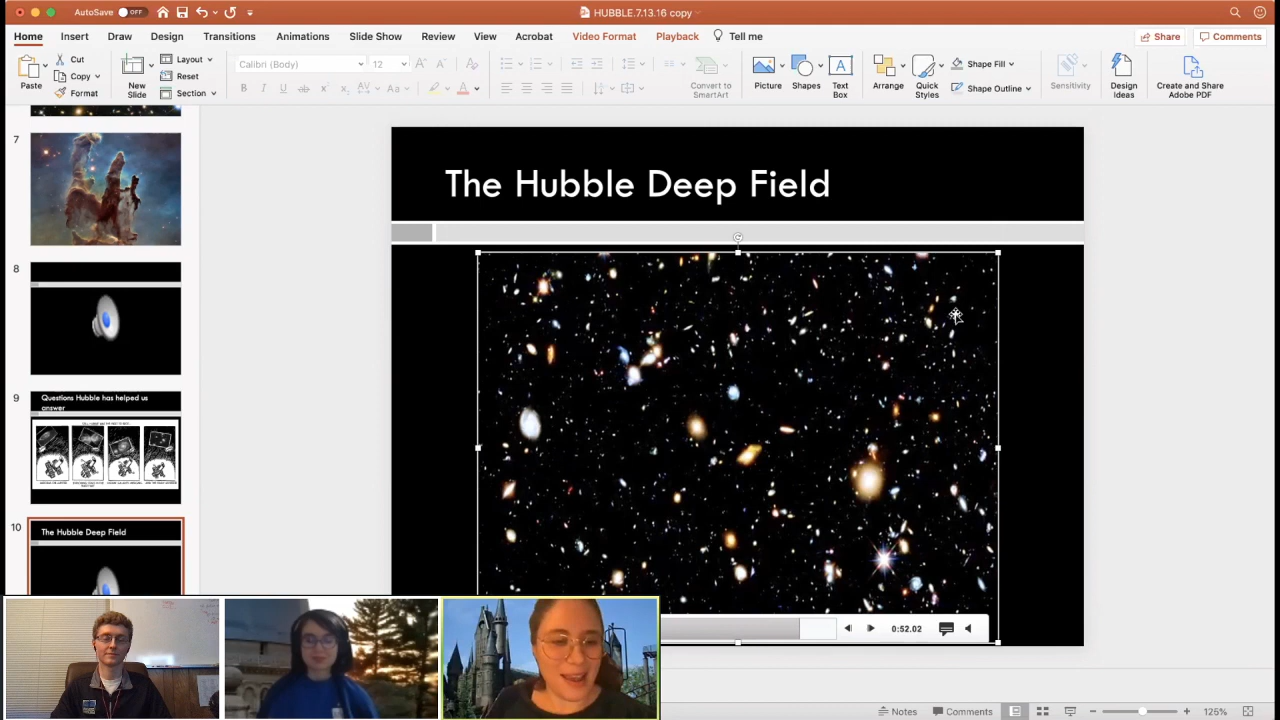 AutoSave OFF HUBBLE.7.13.16 copy
Home Insert Draw Design Transitions Animations Slide Show Review View Acrobat Video Format Playback Tell me Share Comments
Paste Cut Copy Format
New Slide Layout Reset Section
Calibri (Body) 12
Convert to SmartArt
Picture Shapes Text Box
Arrange Quick Styles Shape Fill Shape Outline
Sensitivity
Design Ideas
Create and Share Adobe PDF
7
8
9
Questions Hubble has helped us
answer
10
The Hubble Deep Field
The Hubble Deep Field
0:52.02
Notes Comments 125%